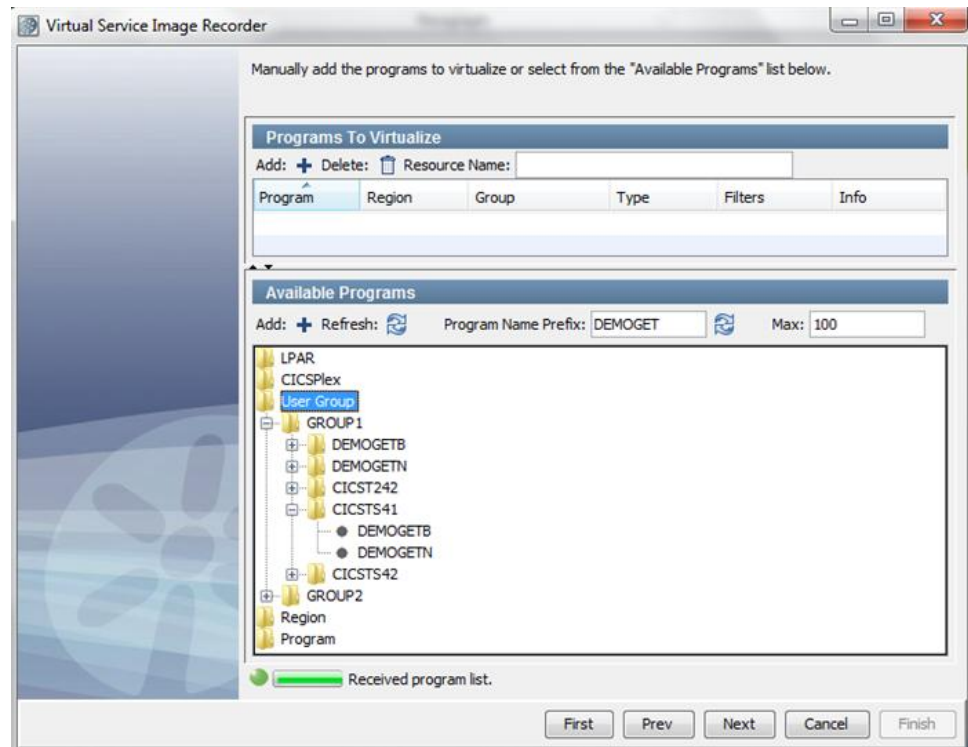 Virtual Service Image Recorder
Manually add the programs to virtualize or select from the "Available Programs" list below.
Programs To Virtualize
Add: Delete: Resource Name:
Program Region Group Type Filters Info
Available Programs
Add: Refresh: Program Name Prefix: DEMOGET Max: 100
LPAR
CICSPlex
User Group
GROUP1
DEMOGETB
DEMOGETN
CICST242
CICSTS41
DEMOGETB
DEMOGETN
CICSTS42
GROUP2
Region
Program
Received program list.
First Prev Next Cancel Finish